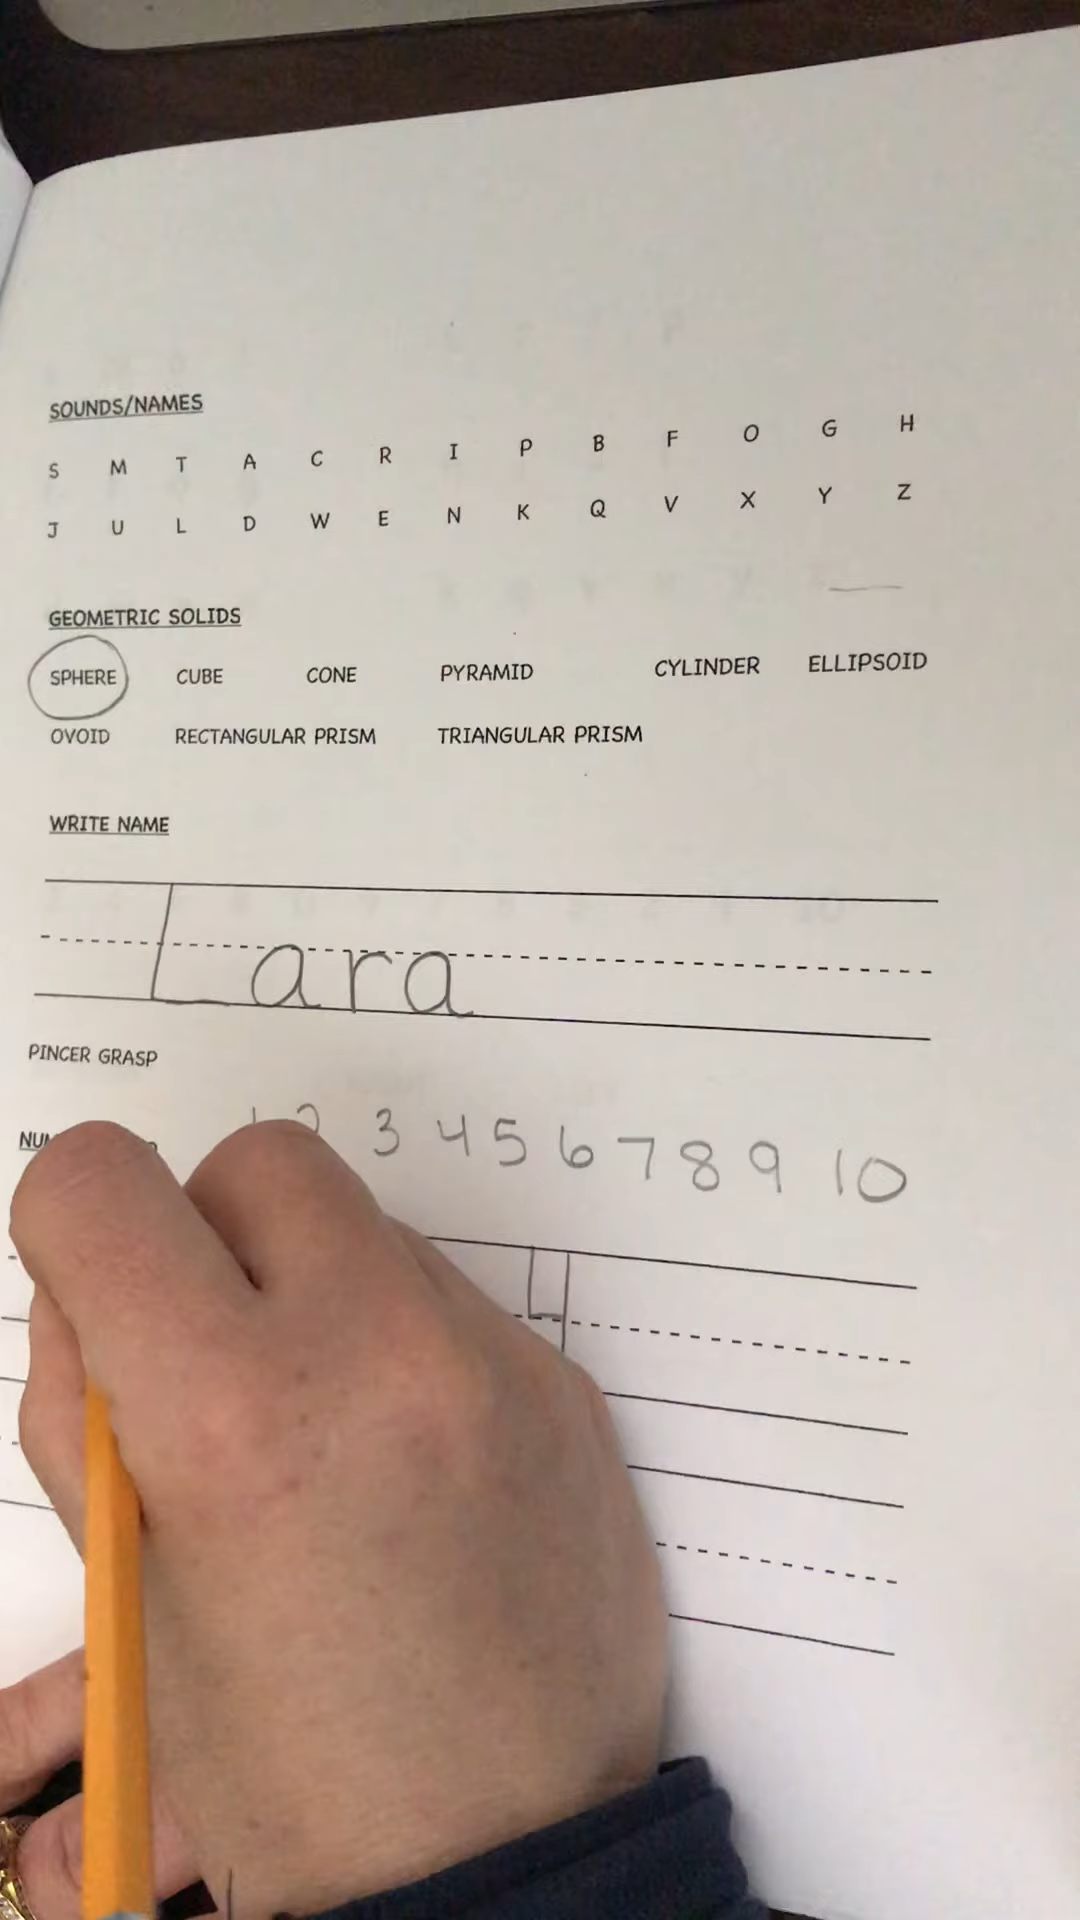 SOUNDS/NAMES
S M T A C R I P B F O G H
J U L D W E N K Q V X Y Z
GEOMETRIC SOLIDS
SPHERE CUBE CONE PYRAMID CYLINDER ELLIPSOID
OVOID RECTANGULAR PRISM TRIANGULAR PRISM
WRITE NAME
Lara
PINCER GRASP
3 4 5 6 7 8 9 10
4